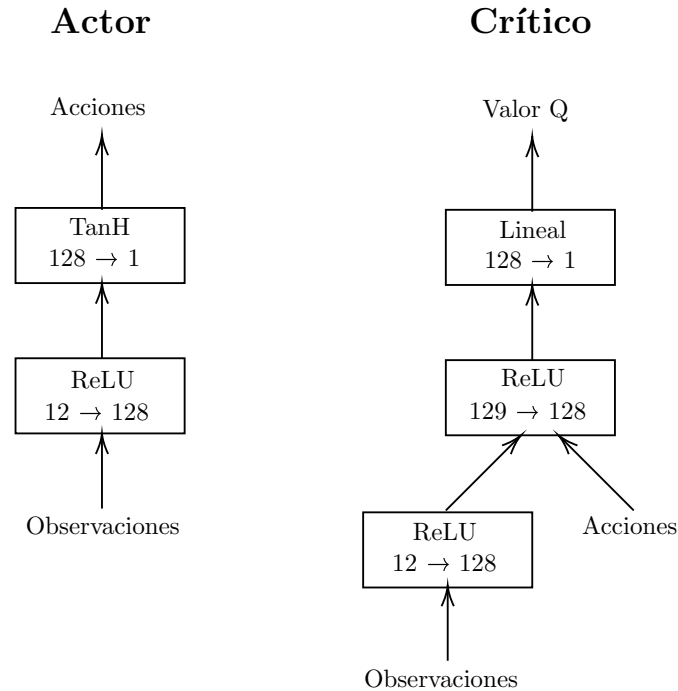 Actor
Acciones
TanH
128 → 1
ReLU
12 → 128
Observaciones
Crítico
Valor Q
Lineal
128 → 1
ReLU
129 → 128
ReLU
12 → 128
Acciones
Observaciones